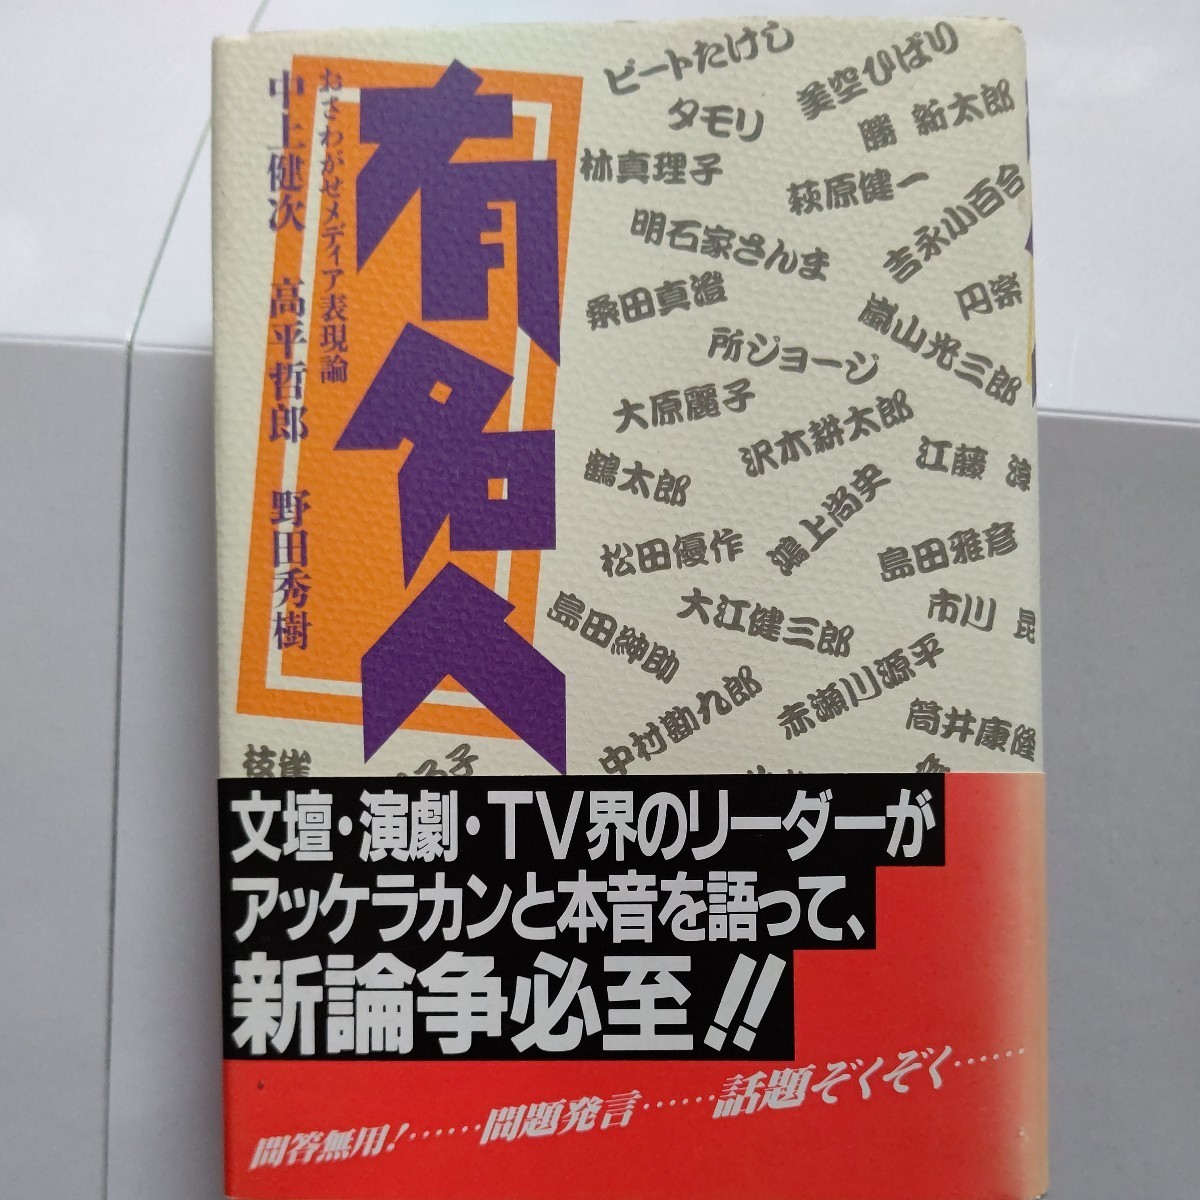 有名人
おさわがせメディア表現論
中上健次 高平哲郎 野田秀樹
ビートたけし
美空ひばり
タモリ
勝 新太郎
林真理子
萩原健一
吉永小百合
明石家さんま
円楽
桑田真澄
嵐山光三郎
所ジョージ
大原麗子
沢木耕太郎
江藤 淳
鶴太郎
鴻上尚史
松田優作
島田雅彦
大江健三郎
市川 昆
島田紳助
赤瀬川源平
中村勘九郎
筒井康隆
枝雀
文壇・演劇・TV界のリーダーが
アッケラカンと本音を語って、
新論争必至!!
問答無用!……問題発言……話題ぞくぞく……